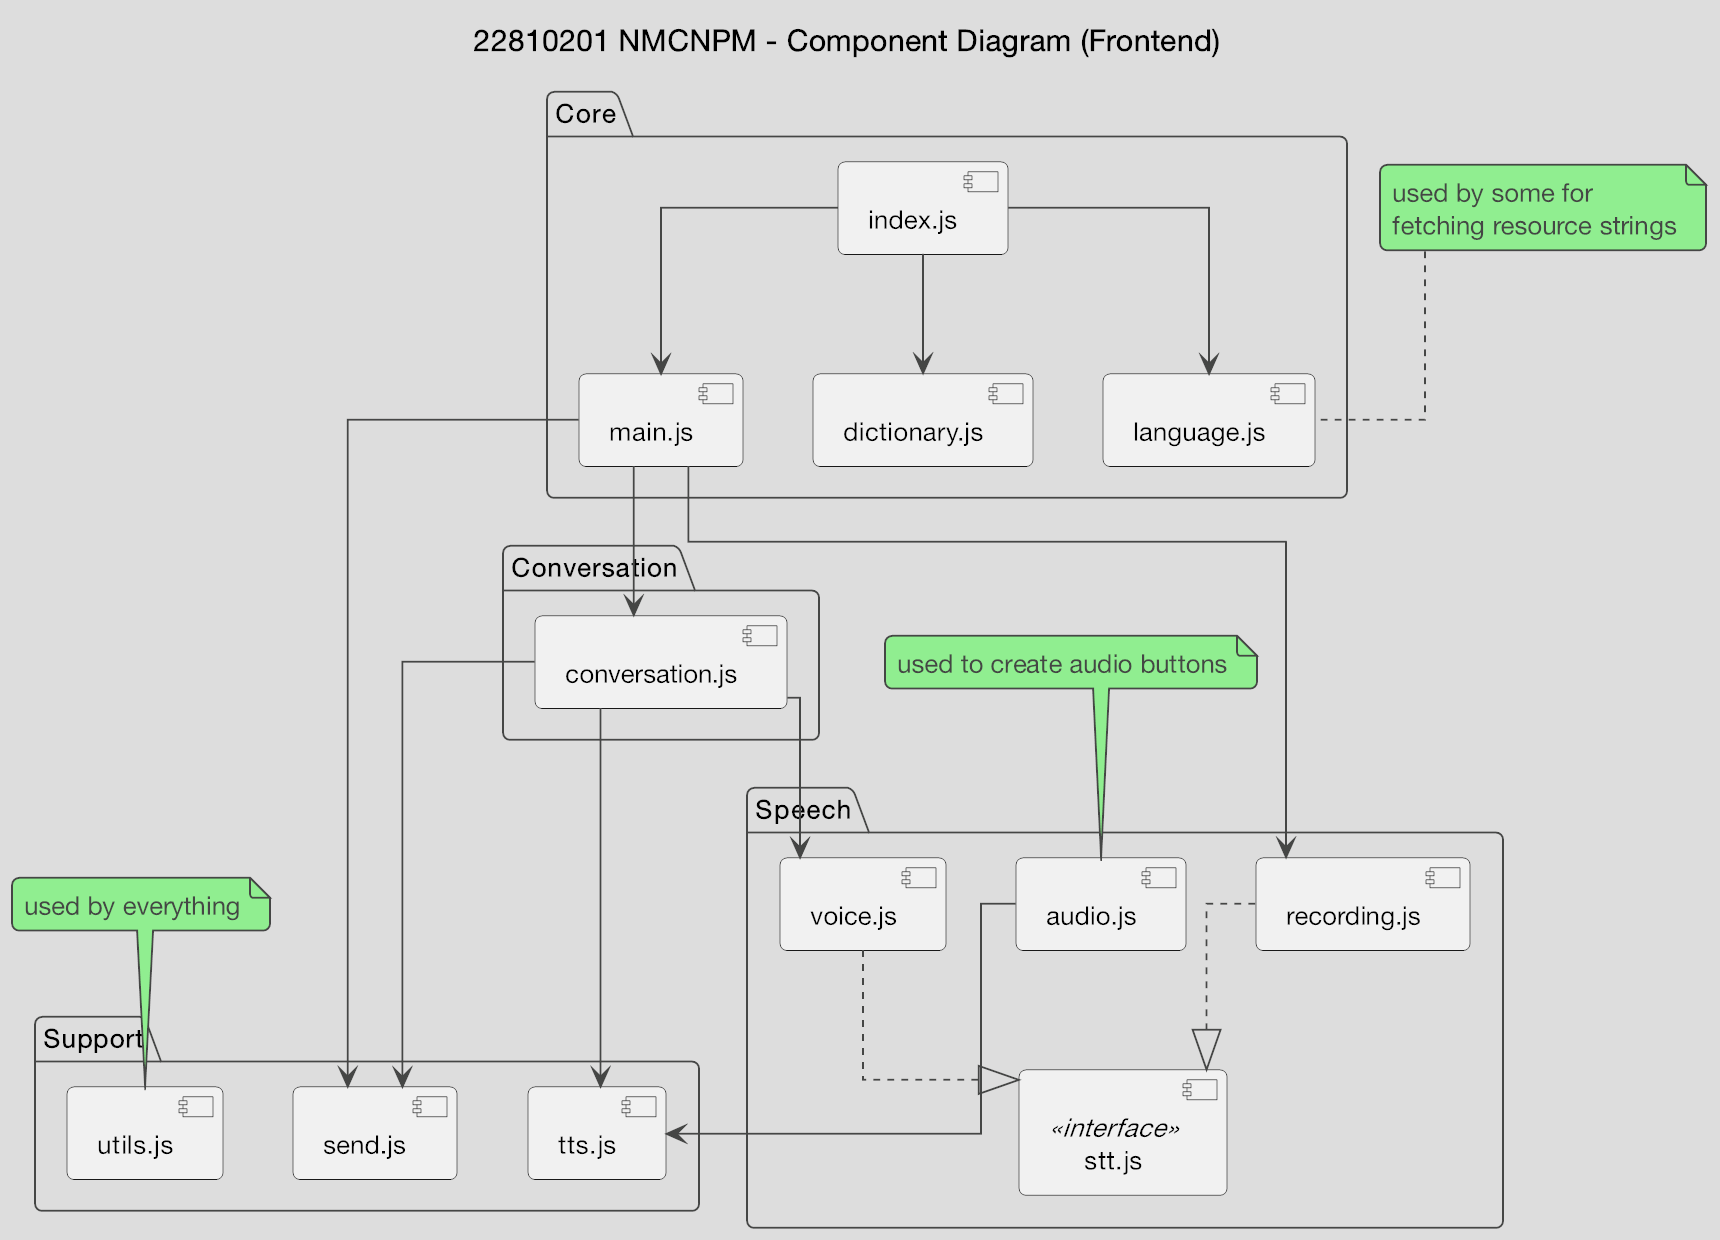 22810201 NMCNPM - Component Diagram (Frontend)
Core
index.js
used by some for
fetching resource strings
main.js
dictionary.js
language.js
Conversation
conversation.js
used to create audio buttons
Speech
voice.js
audio.js
recording.js
used by everything
Support
utils.js
send.js
tts.js
«interface»
stt.js